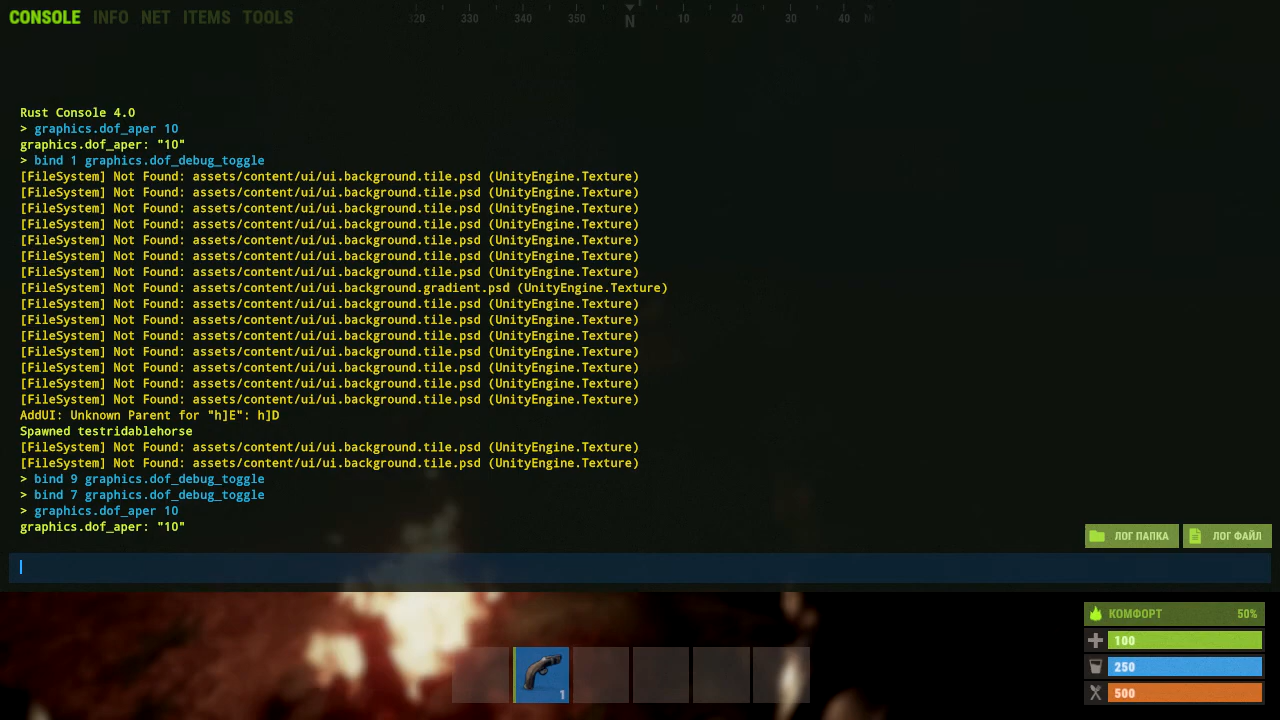 CONSOLE INFO NET ITEMS TOOLS
320 330 340 350 N 10 20 30 40
Rust Console 4.0
> graphics.dof_aper 10
graphics.dof_aper: "10"
> bind 1 graphics.dof_debug_toggle
[FileSystem] Not Found: assets/content/ui/ui.background.tile.psd (UnityEngine.Texture)
[FileSystem] Not Found: assets/content/ui/ui.background.tile.psd (UnityEngine.Texture)
[FileSystem] Not Found: assets/content/ui/ui.background.tile.psd (UnityEngine.Texture)
[FileSystem] Not Found: assets/content/ui/ui.background.tile.psd (UnityEngine.Texture)
[FileSystem] Not Found: assets/content/ui/ui.background.tile.psd (UnityEngine.Texture)
[FileSystem] Not Found: assets/content/ui/ui.background.tile.psd (UnityEngine.Texture)
[FileSystem] Not Found: assets/content/ui/ui.background.tile.psd (UnityEngine.Texture)
[FileSystem] Not Found: assets/content/ui/ui.background.gradient.psd (UnityEngine.Texture)
[FileSystem] Not Found: assets/content/ui/ui.background.tile.psd (UnityEngine.Texture)
[FileSystem] Not Found: assets/content/ui/ui.background.tile.psd (UnityEngine.Texture)
[FileSystem] Not Found: assets/content/ui/ui.background.tile.psd (UnityEngine.Texture)
[FileSystem] Not Found: assets/content/ui/ui.background.tile.psd (UnityEngine.Texture)
[FileSystem] Not Found: assets/content/ui/ui.background.tile.psd (UnityEngine.Texture)
[FileSystem] Not Found: assets/content/ui/ui.background.tile.psd (UnityEngine.Texture)
[FileSystem] Not Found: assets/content/ui/ui.background.tile.psd (UnityEngine.Texture)
AddUI: Unknown Parent for "h]E": h]D
Spawned testridablehorse
[FileSystem] Not Found: assets/content/ui/ui.background.tile.psd (UnityEngine.Texture)
[FileSystem] Not Found: assets/content/ui/ui.background.tile.psd (UnityEngine.Texture)
> bind 9 graphics.dof_debug_toggle
> bind 7 graphics.dof_debug_toggle
> graphics.dof_aper 10
graphics.dof_aper: "10"
ЛОГ ПАПКА ЛОГ ФАЙЛ
КОМФОРТ 50%
100
250
500
1